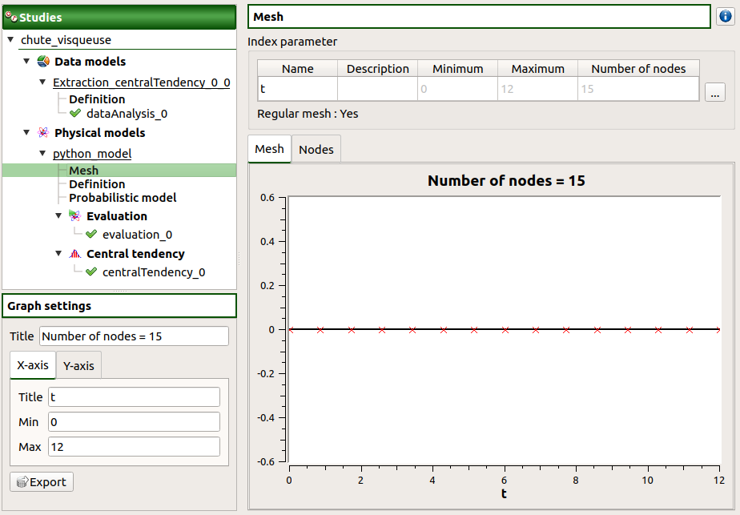 Studies
chute_visqueuse
Data models
Extraction_centralTendency_0_0
Definition
dataAnalysis_0
Physical models
python_model
Mesh
Definition
Probabilistic model
Evaluation
evaluation_0
Central tendency
centralTendency_0
Graph settings
Title Number of nodes = 15
X-axis Y-axis
Title t
Min 0
Max 12
Export
Mesh
Index parameter
Name Description Minimum Maximum Number of nodes
t 0 12 15
...
Regular mesh : Yes
Mesh Nodes
Number of nodes = 15
0.6
0.4
0.2
0
-0.2
-0.4
-0.6
0 2 4 6 8 10 12
t